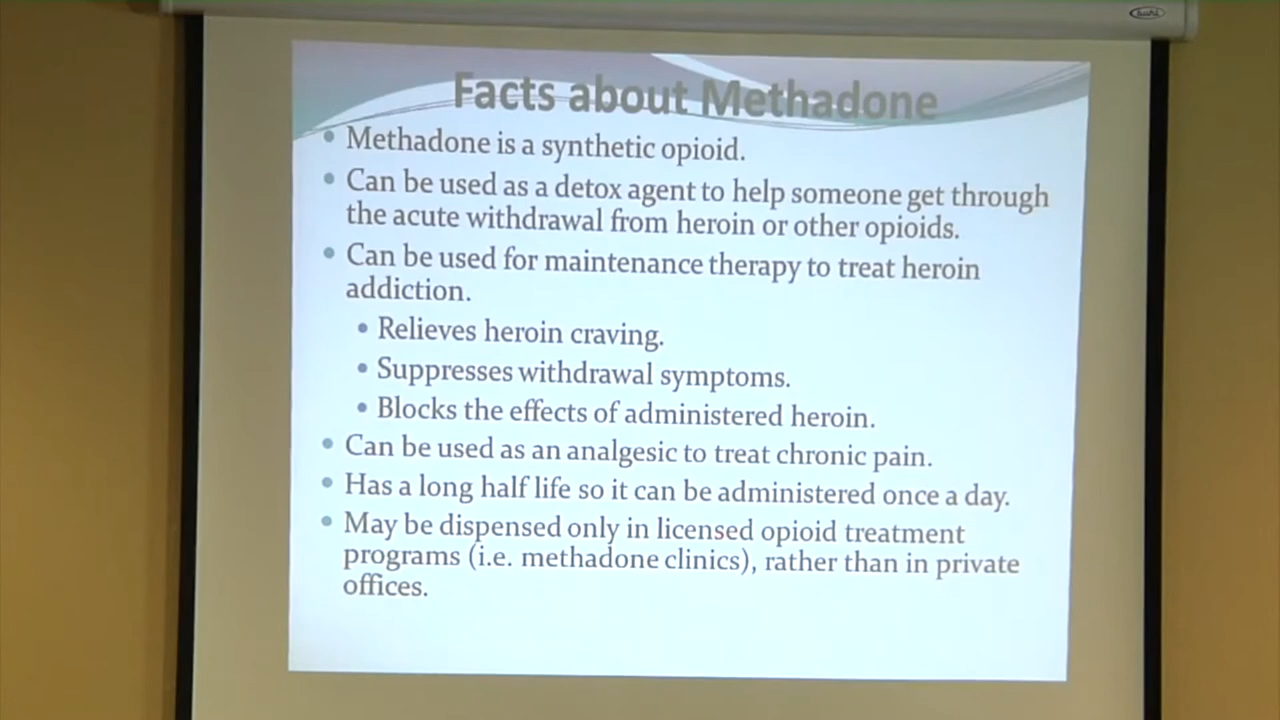 Facts about Methadone
• Methadone is a synthetic opioid.
• Can be used as a detox agent to help someone get through
the acute withdrawal from heroin or other opioids.
• Can be used for maintenance therapy to treat heroin
addiction.
• Relieves heroin craving.
• Suppresses withdrawal symptoms.
• Blocks the effects of administered heroin.
• Can be used as an analgesic to treat chronic pain.
• Has a long half life so it can be administered once a day.
• May be dispensed only in licensed opioid treatment
programs (i.e. methadone clinics), rather than in private
offices.